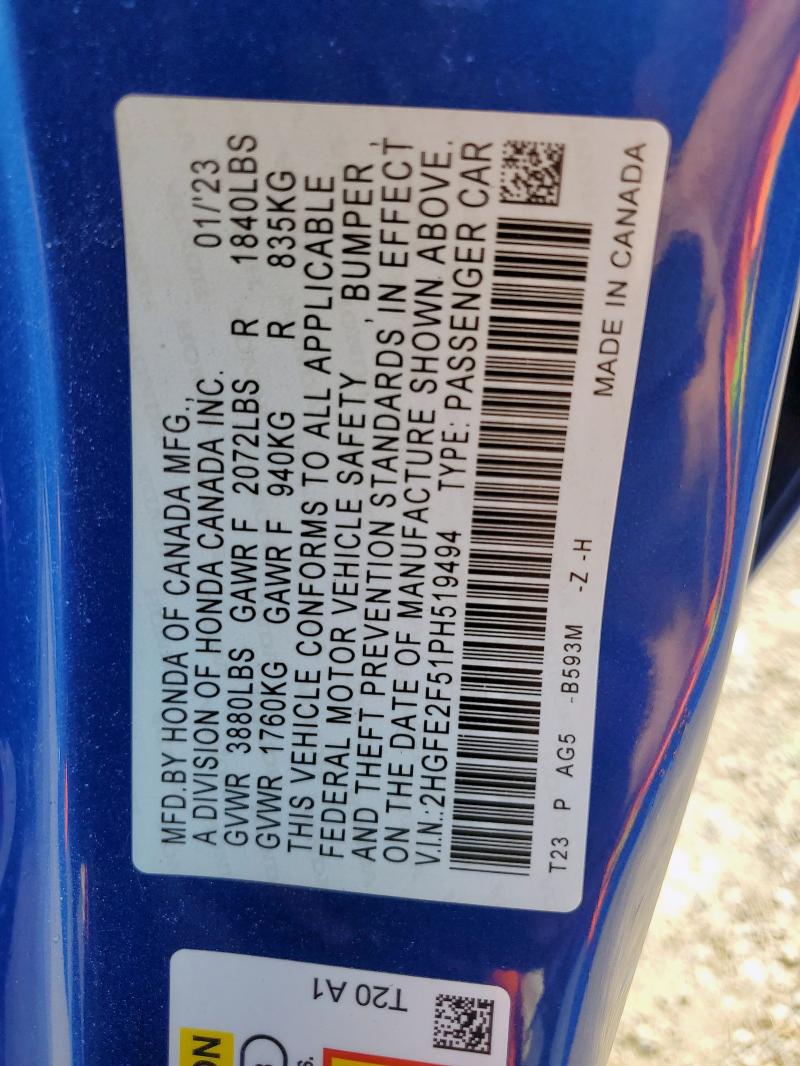 MFD.BY HONDA OF CANADA MFG.,
A DIVISION OF HONDA CANADA INC. 01/'23
GVWR 3880LBS GAWR F 2072LBS R 1840LBS
GVWR 1760KG GAWR F 940KG R 835KG
THIS VEHICLE CONFORMS TO ALL APPLICABLE
FEDERAL MOTOR VEHICLE SAFETY , BUMPER ,
AND THEFT PREVENTION STANDARDS IN EFFECT
ON THE DATE OF MANUFACTURE SHOWN ABOVE.
V.I.N.:2HGFE2F51PH519494 TYPE: PASSENGER CAR
T23 P AG5 -B593M -Z -H
MADE IN CANADA
T20 A1